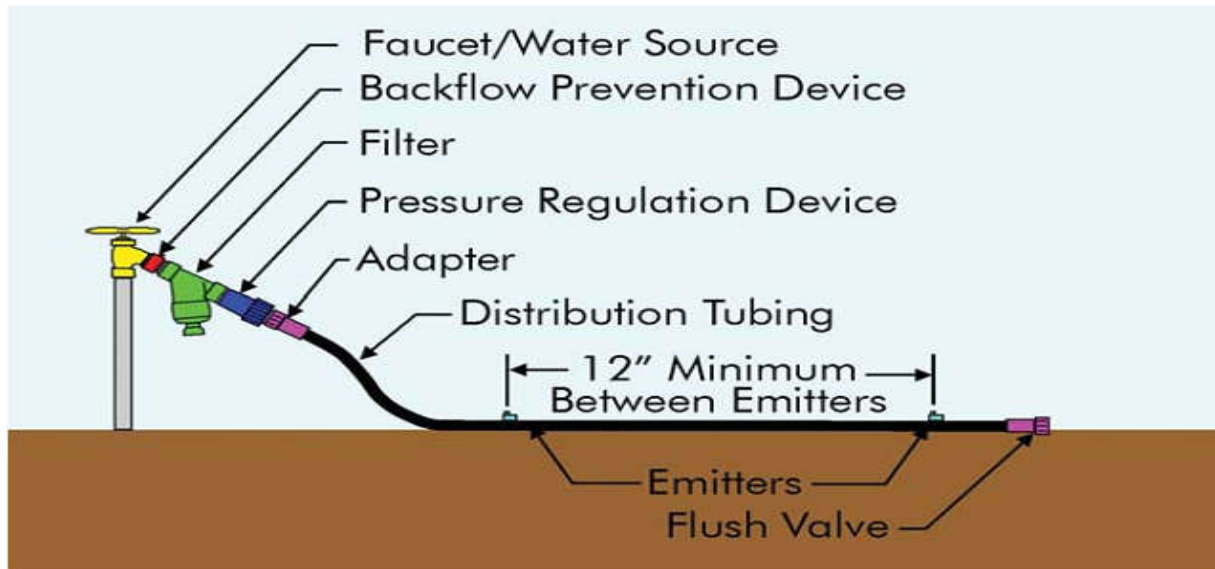 Faucet/Water Source
Backflow Prevention Device
Filter
Pressure Regulation Device
Adapter
Distribution Tubing
12” Minimum
Between Emitters
Emitters
Flush Valve